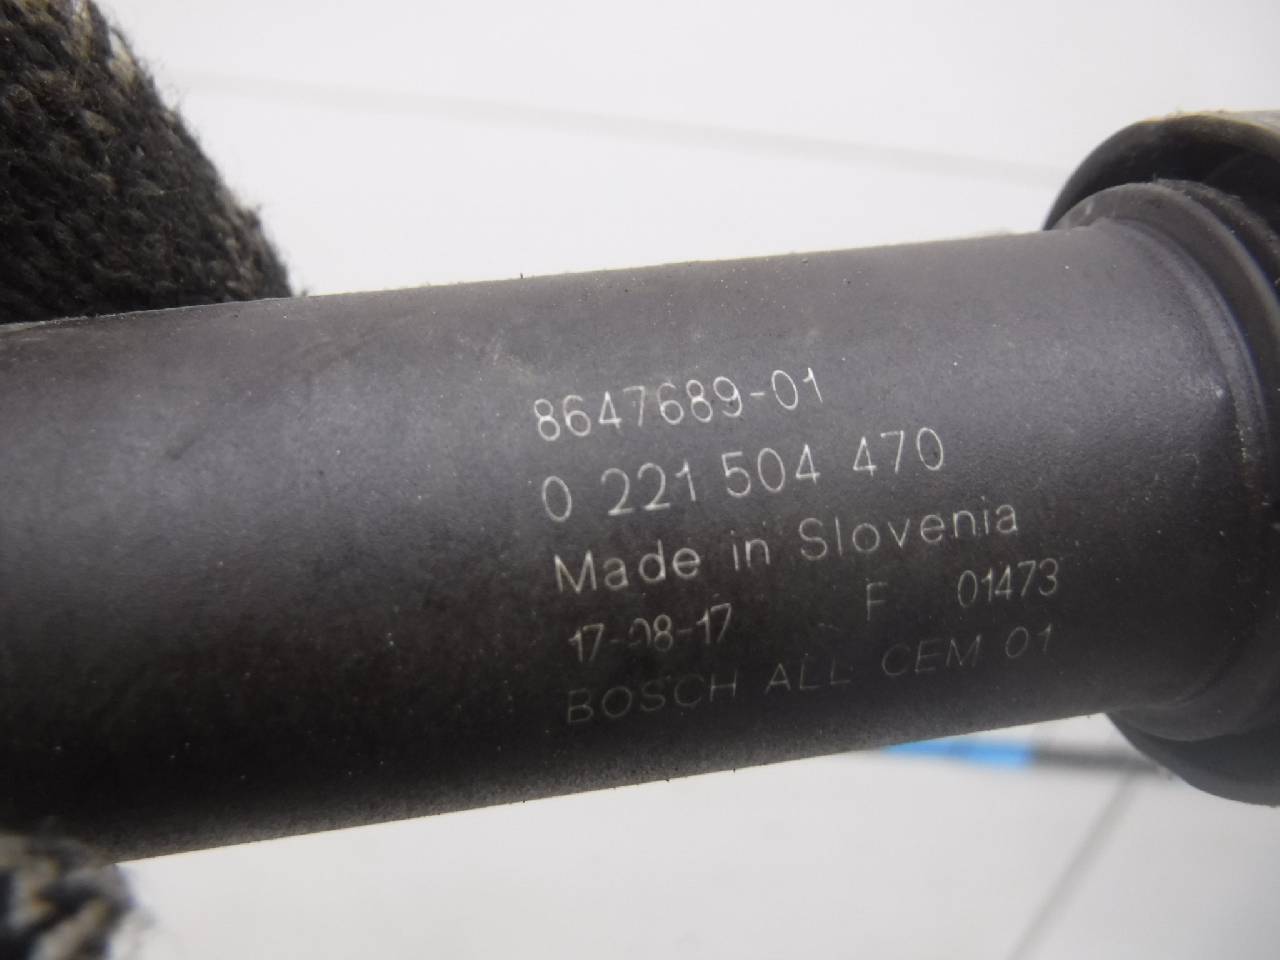 8647689-01
0 221 504 470
Made in Slovenia
17-08-17 F 01473
BOSCH ALL CEM 01